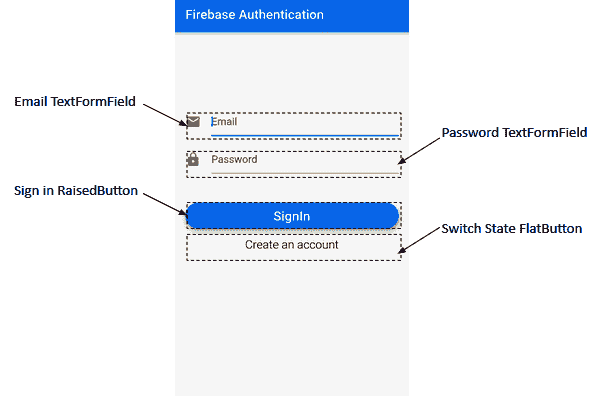 Firebase Authentication
Email TextFormField
Email
Password TextFormField
Password
Sign in RaisedButton
SignIn
Switch State FlatButton
Create an account